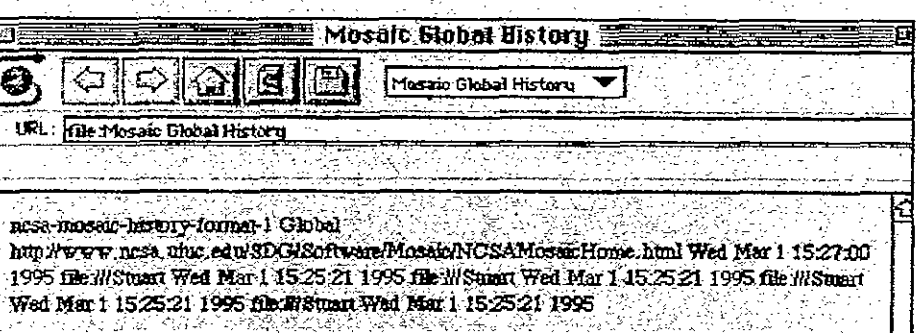 Mosaic Global History
Mosaic Global History
URL: file:Mosaic Global History
ncsa-mosaic-history-format-1 Global
http://www.ncsa.uiuc.edu/SDG/Software/Mosaic/NCSAMosaicHome.html Wed Mar 1 15:27:00
1995 file:///Stuart Wed Mar 1 15:25:21 1995 file:///Stuart Wed Mar 1 15:25:21 1995 file:///Stuart
Wed Mar 1 15:25:21 1995 file:///Stuart Wed Mar 1 15:25:21 1995